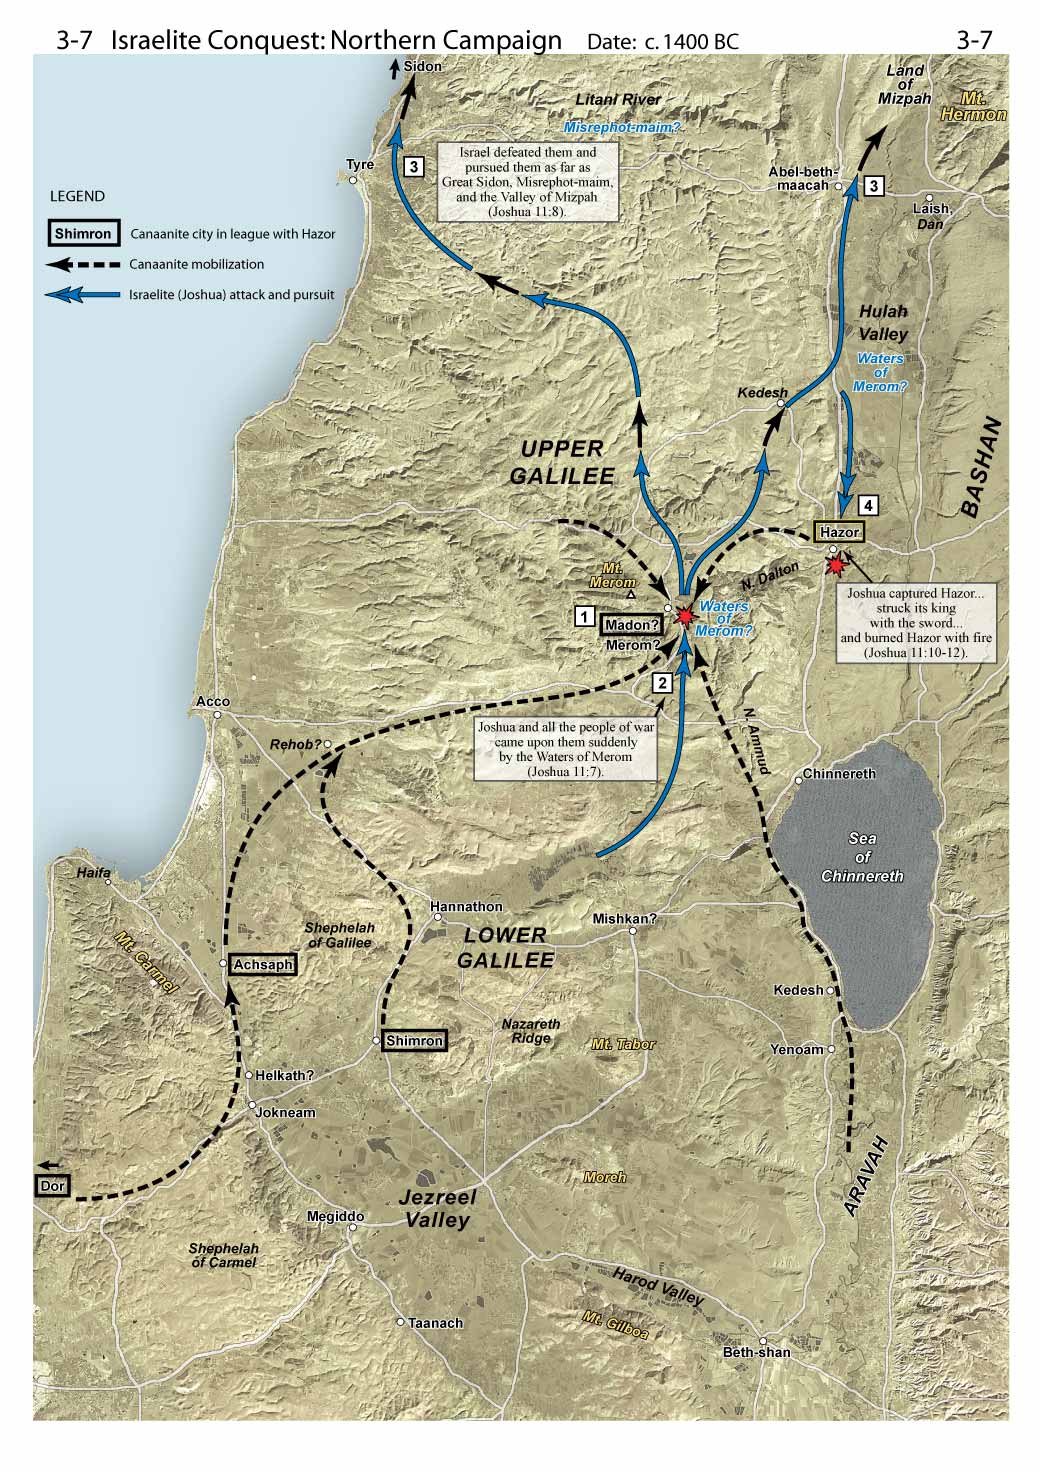 3-7 Israelite Conquest: Northern Campaign Date: c. 1400 BC 3-7
Sidon
Land
of
Mizpah
Mt.
Hermon
Litani River
Misrephot-maim?
Tyre
3
Israel defeated them and
pursued them as far as
Great Sidon, Misrephot-maim,
and the Valley of Mizpah
(Joshua 11:8).
Abel-beth-
maacah
3
Laish,
Dan
LEGEND
Shimron Canaanite city in league with Hazor
Canaanite mobilization
Israelite (Joshua) attack and pursuit
Hulah
Valley
Waters
of
Merom?
Kedesh
UPPER
GALILEE
BASHAN
4
Hazor
N. Dalton
Mt.
Merom
1
Madon?
Merom?
Waters
of
Merom?
Joshua captured Hazor...
struck its king
with the sword...
and burned Hazor with fire
(Joshua 11:10-12).
2
Acco
Rehob?
Joshua and all the people of war
came upon them suddenly
by the Waters of Merom
(Joshua 11:7).
N. Ammud
Chinnereth
Sea
of
Chinnereth
Haifa
Mt. Carmel
Shephelah
of Galilee
Hannathon
LOWER
GALILEE
Mishkan?
Achsaph
Kedesh
Shimron
Nazareth
Ridge
Mt. Tabor
Yenoam
Helkath?
Jokneam
Dor
Moreh
ARAVAH
Jezreel
Valley
Megiddo
Shephelah
of Carmel
Harod Valley
Mt. Gilboa
Taanach
Beth-shan